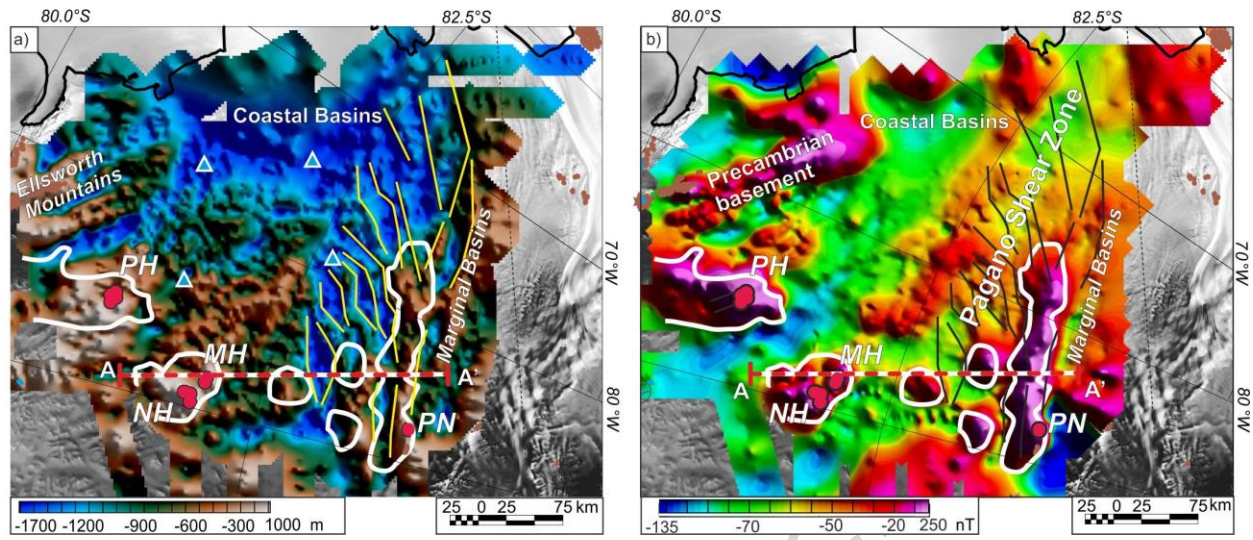 80.0°S
82.5°S
a)
Coastal Basins
Ellsworth
Mountains
PH
Marginal Basins
70°W
MH
A
A'
NH
PN
80°W
-1700 -1200 -900 -600 -300 1000 m
25 0 25 75 km
80.0°S
82.5°S
b)
Coastal Basins
Precambrian
basement
Pagano Shear Zone
PH
Marginal Basins
70°W
MH
A
A'
NH
PN
80°W
-135 -70 -50 -20 250 nT
25 0 25 75 km